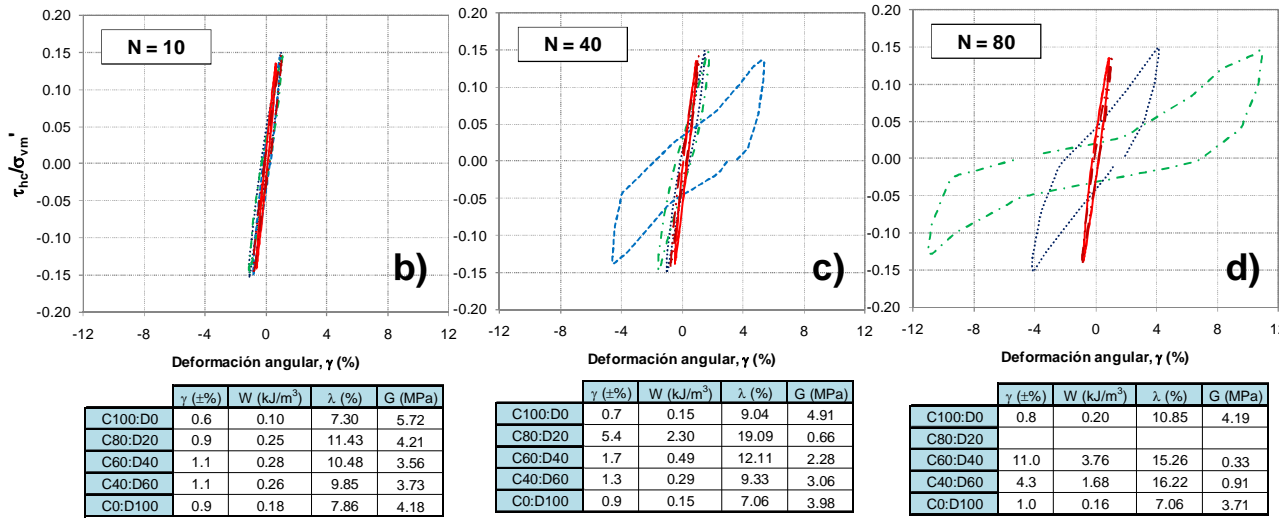 N = 10
b)
0.20
0.15
0.10
0.05
0.00
-0.05
-0.10
-0.15
-0.20
τhc/σvm'
-12 -8 -4 0 4 8 12
Deformación angular, γ (%)
N = 40
c)
0.20
0.15
0.10
0.05
0.00
-0.05
-0.10
-0.15
-0.20
-12 -8 -4 0 4 8 12
Deformación angular, γ (%)
N = 80
d)
0.20
0.15
0.10
0.05
0.00
-0.05
-0.10
-0.15
-0.20
-12 -8 -4 0 4 8 12
Deformación angular, γ (%)
γ (±%) W (kJ/m³) λ (%) G (MPa)
C100:D0 0.6 0.10 7.30 5.72
C80:D20 0.9 0.25 11.43 4.21
C60:D40 1.1 0.28 10.48 3.56
C40:D60 1.1 0.26 9.85 3.73
C0:D100 0.9 0.18 7.86 4.18
γ (±%) W (kJ/m³) λ (%) G (MPa)
C100:D0 0.7 0.15 9.04 4.91
C80:D20 5.4 2.30 19.09 0.66
C60:D40 1.7 0.49 12.11 2.28
C40:D60 1.3 0.29 9.33 3.06
C0:D100 0.9 0.15 7.06 3.98
γ (±%) W (kJ/m³) λ (%) G (MPa)
C100:D0 0.8 0.20 10.85 4.19
C80:D20
C60:D40 11.0 3.76 15.26 0.33
C40:D60 4.3 1.68 16.22 0.91
C0:D100 1.0 0.16 7.06 3.71